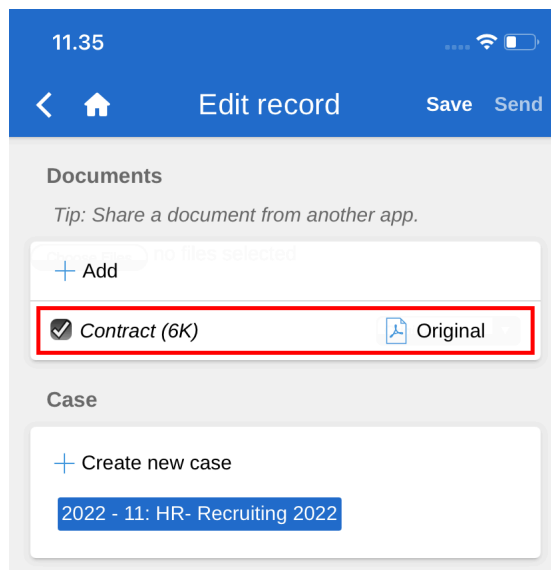 11.35
Edit record Save Send
Documents
Tip: Share a document from another app.
no files selected
Add
Contract (6K) Original
Case
Create new case
2022 - 11: HR- Recruiting 2022